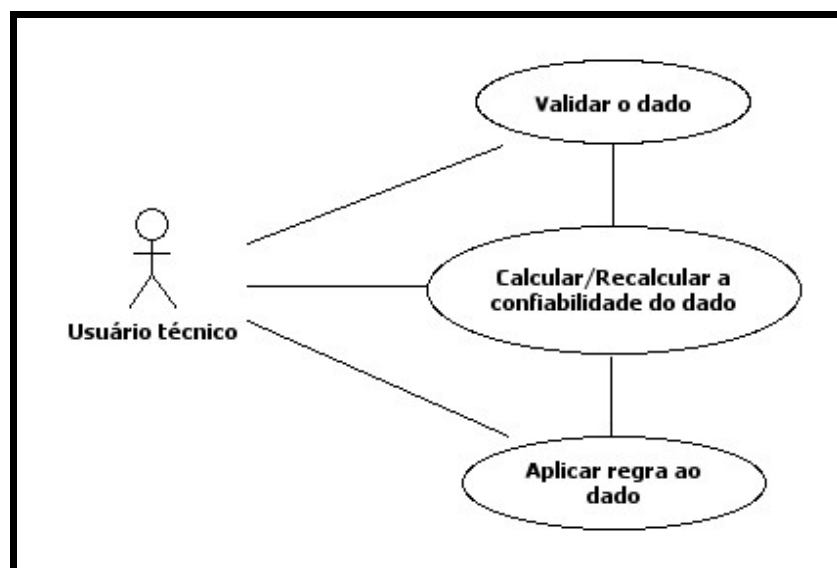 Validar o dado
Calcular/Recalcular a
confiabilidade do dado
Usuário técnico
Aplicar regra ao
dado